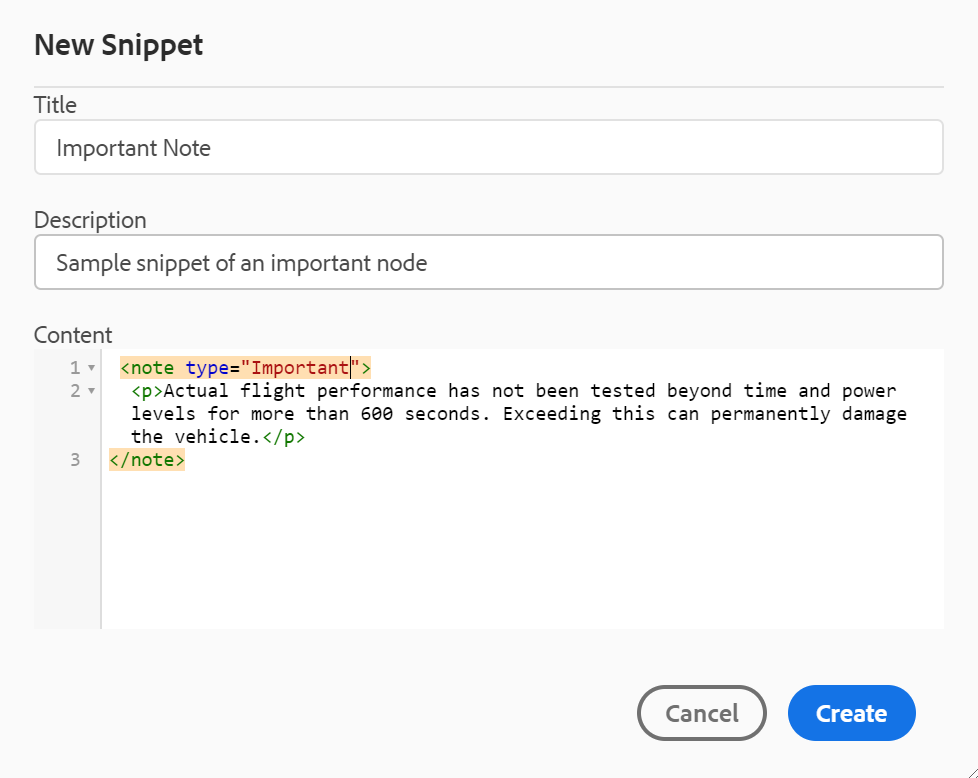 New Snippet
Title
Important Note
Description
Sample snippet of an important node
Content
1 <note type="Important">
2 <p>Actual flight performance has not been tested beyond time and power
levels for more than 600 seconds. Exceeding this can permanently damage
the vehicle.</p>
3 </note>
Cancel Create